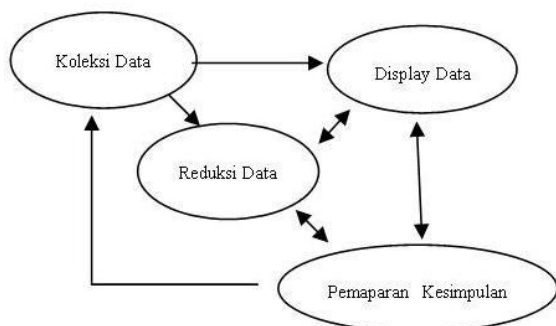 Koleksi Data
Display Data
Reduksi Data
Pemaparan Kesimpulan